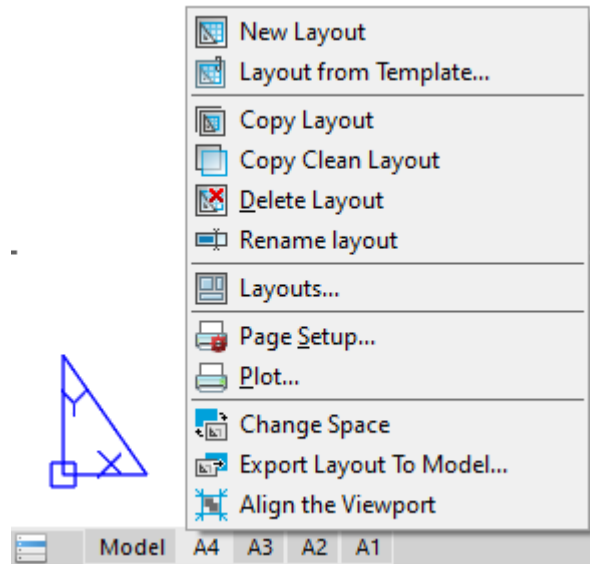 New Layout
Layout from Template...
Copy Layout
Copy Clean Layout
Delete Layout
Rename layout
Layouts...
Page Setup...
Plot...
Change Space
Export Layout To Model...
Align the Viewport
Y
X
Model A4 A3 A2 A1